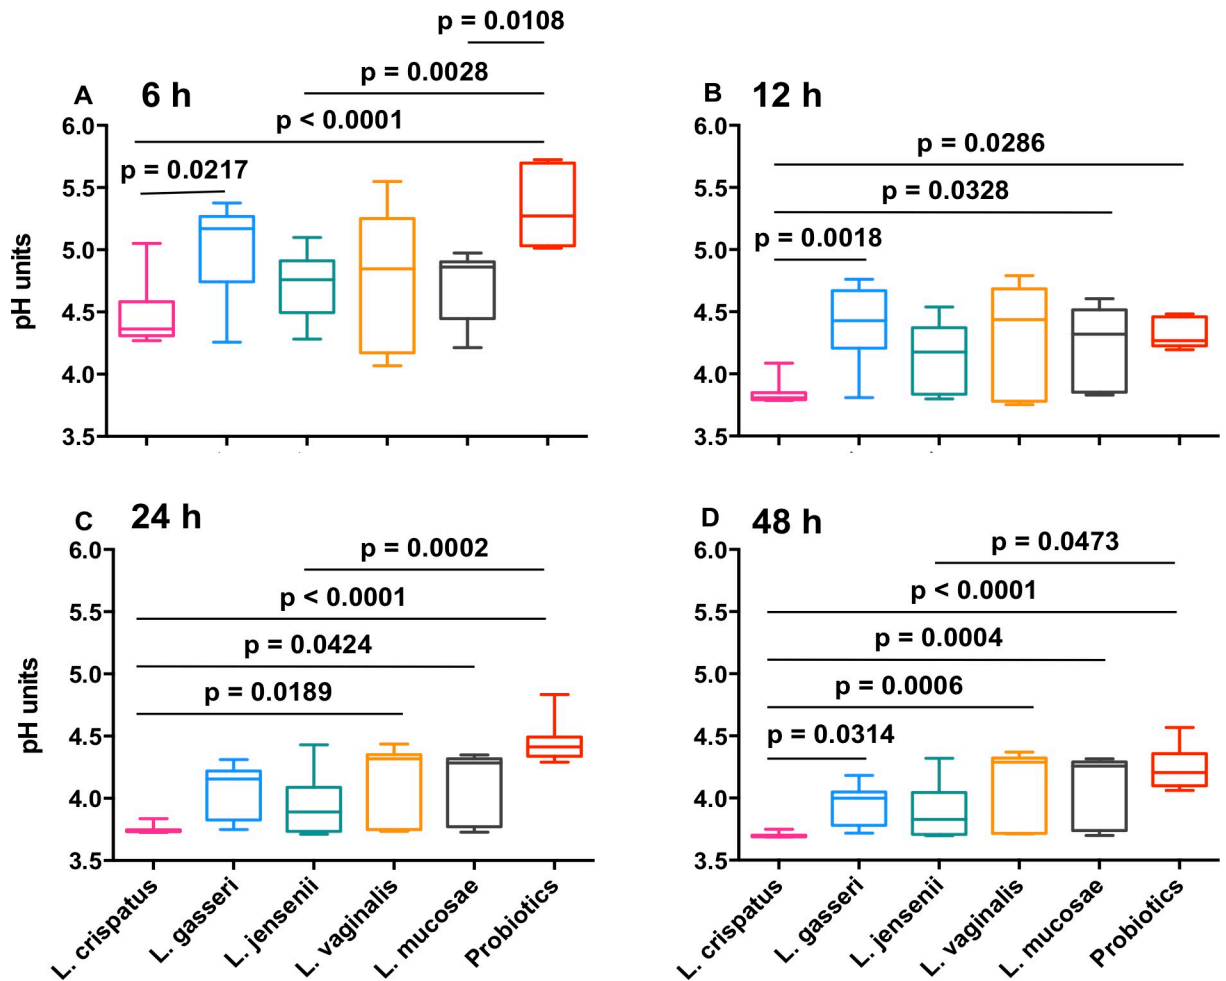 p = 0.0108
p = 0.0028
A 6 h
p < 0.0001
p = 0.0217
6.0
5.5
5.0
4.5
4.0
3.5
pH units
B 12 h
p = 0.0286
p = 0.0328
p = 0.0018
6.0
5.5
5.0
4.5
4.0
3.5
C 24 h
p = 0.0002
p < 0.0001
p = 0.0424
p = 0.0189
6.0
5.5
5.0
4.5
4.0
3.5
pH units
L. crispatus
L. gasseri
L. jensenii
L. vaginalis
L. mucosae
Probiotics
D 48 h
p = 0.0473
p < 0.0001
p = 0.0004
p = 0.0006
p = 0.0314
6.0
5.5
5.0
4.5
4.0
3.5
L. crispatus
L. gasseri
L. jensenii
L. vaginalis
L. mucosae
Probiotics